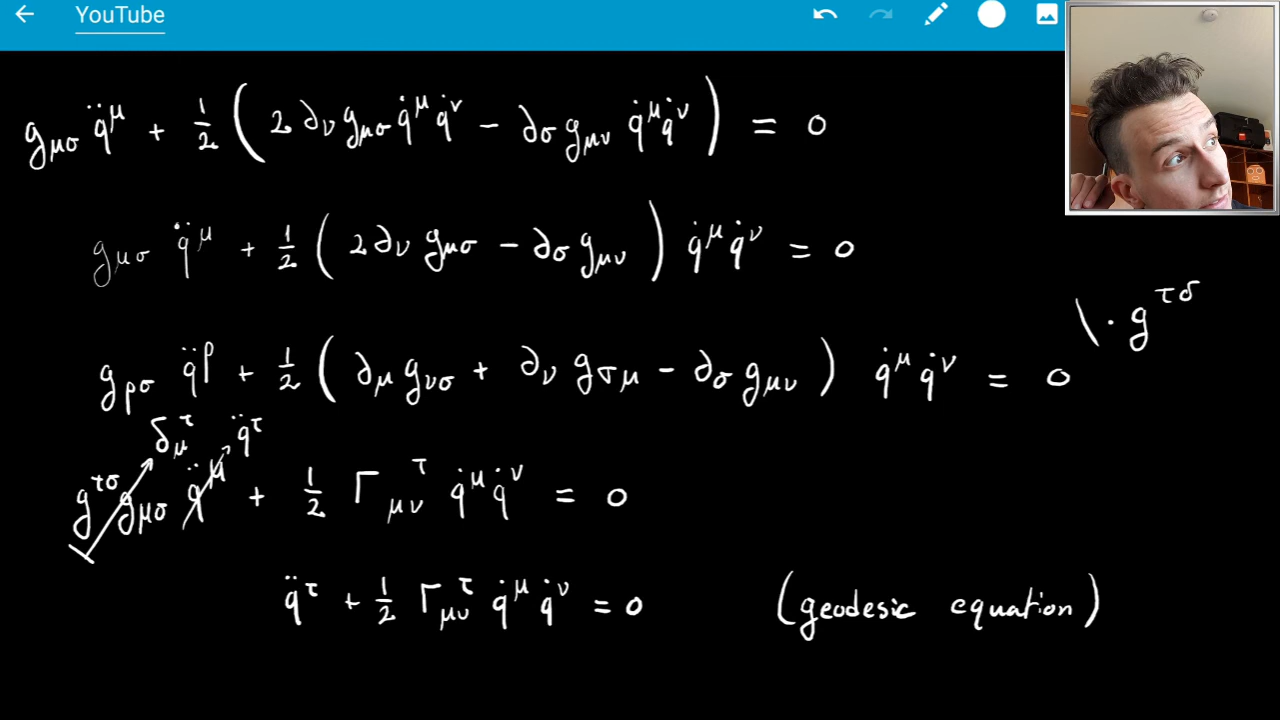 YouTube
g_{μσ} q̈^μ + 1/2 ( 2 ∂_ν g_{μσ} q̇^μ q̇^ν − ∂_σ g_{μν} q̇^μ q̇^ν ) = 0
g_{μσ} q̈^μ + 1/2 ( 2 ∂_ν g_{μσ} − ∂_σ g_{μν} ) q̇^μ q̇^ν = 0
\ · g^{τσ}
g_{ρσ} q̈^ρ + 1/2 ( ∂_μ g_{νσ} + ∂_ν g_{σμ} − ∂_σ g_{μν} ) q̇^μ q̇^ν = 0
δ_μ^τ q̈^τ
g^{τσ} g_{μσ} q̈^μ + 1/2 Γ_{μν}^τ q̇^μ q̇^ν = 0
q̈^τ + 1/2 Γ_{μν}^τ q̇^μ q̇^ν = 0 (geodesic equation)